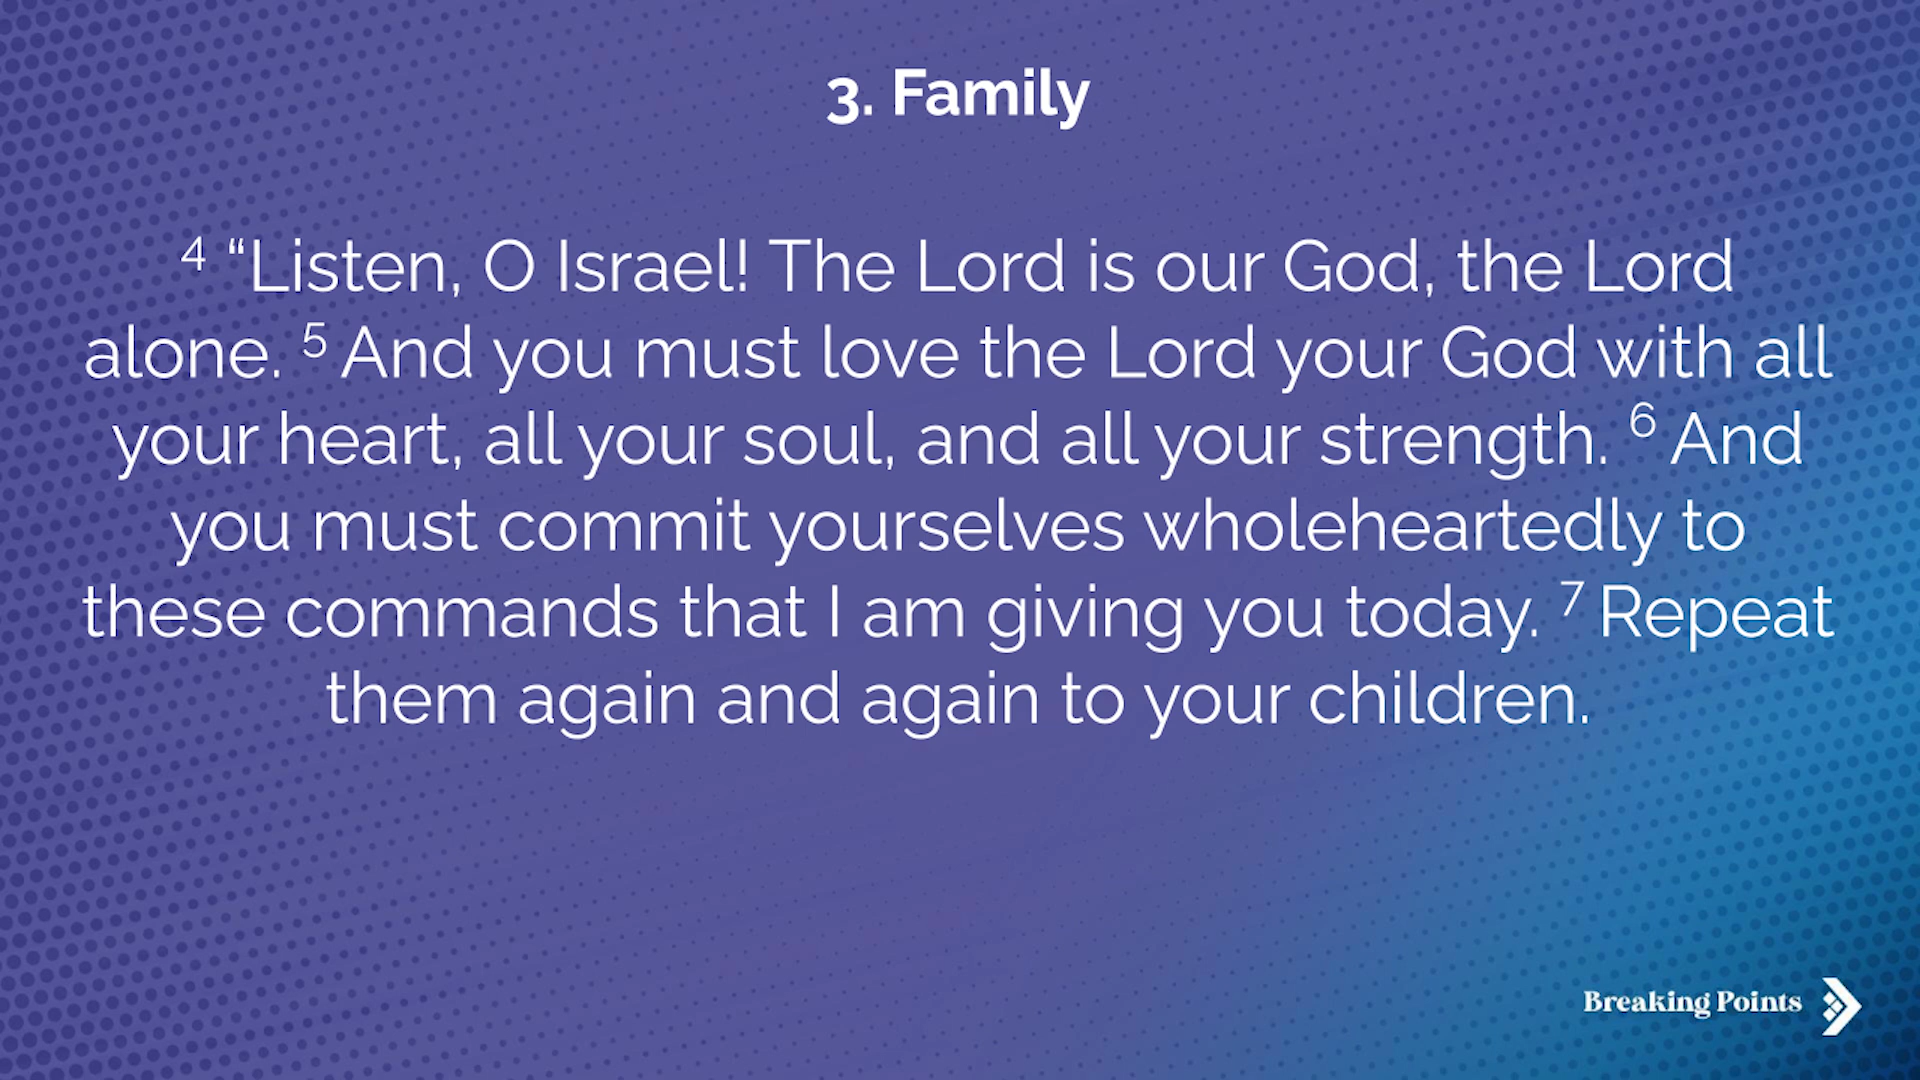 3. Family
4 “Listen, O Israel! The Lord is our God, the Lord
alone. 5 And you must love the Lord your God with all
your heart, all your soul, and all your strength. 6 And
you must commit yourselves wholeheartedly to
these commands that I am giving you today. 7 Repeat
them again and again to your children.
Breaking Points